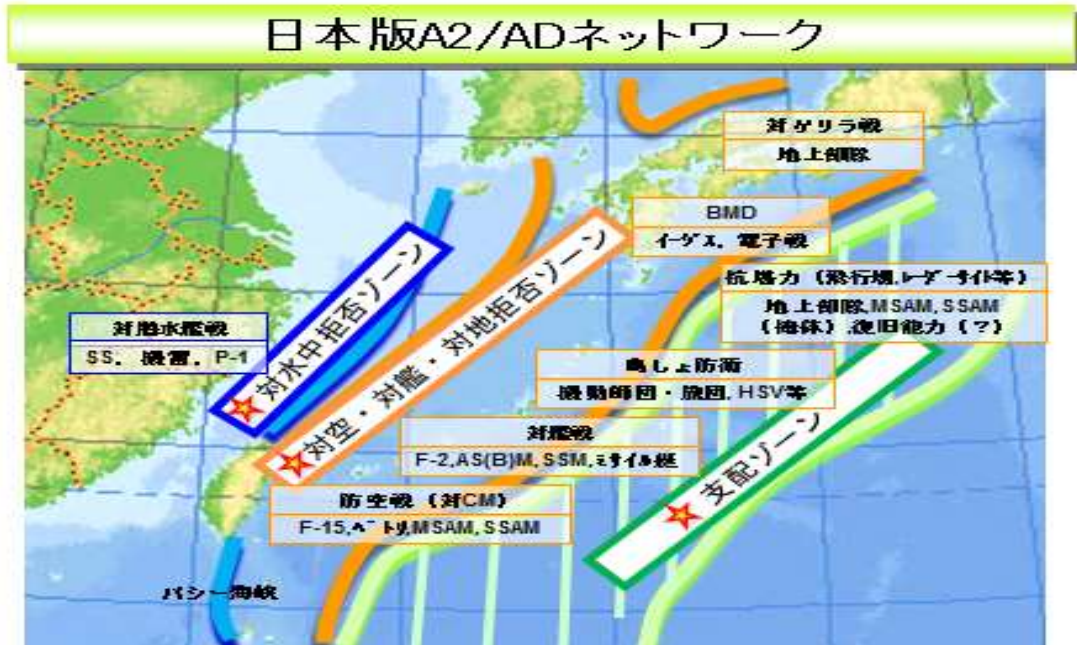 日本版A2/ADネットワーク
対ゲリラ戦
地上部隊
BMD
イージス，電子戦
抗堪力（飛行場,レーダーサイト等）
地上部隊,MSAM,SSAM
（掩体）,復旧能力（？）
対水中拒否ゾーン
対空・対艦・対地拒否ゾーン
対潜水艦戦
SS，機雷，P-1
島しょ防衛
機動師団・旅団,HSV等
対艦戦
F-2,AS(B)M,SSM,ミサイル艇
支配ゾーン
防空戦（対CM）
F-15,ペトリ,MSAM,SSAM
バシー海峡